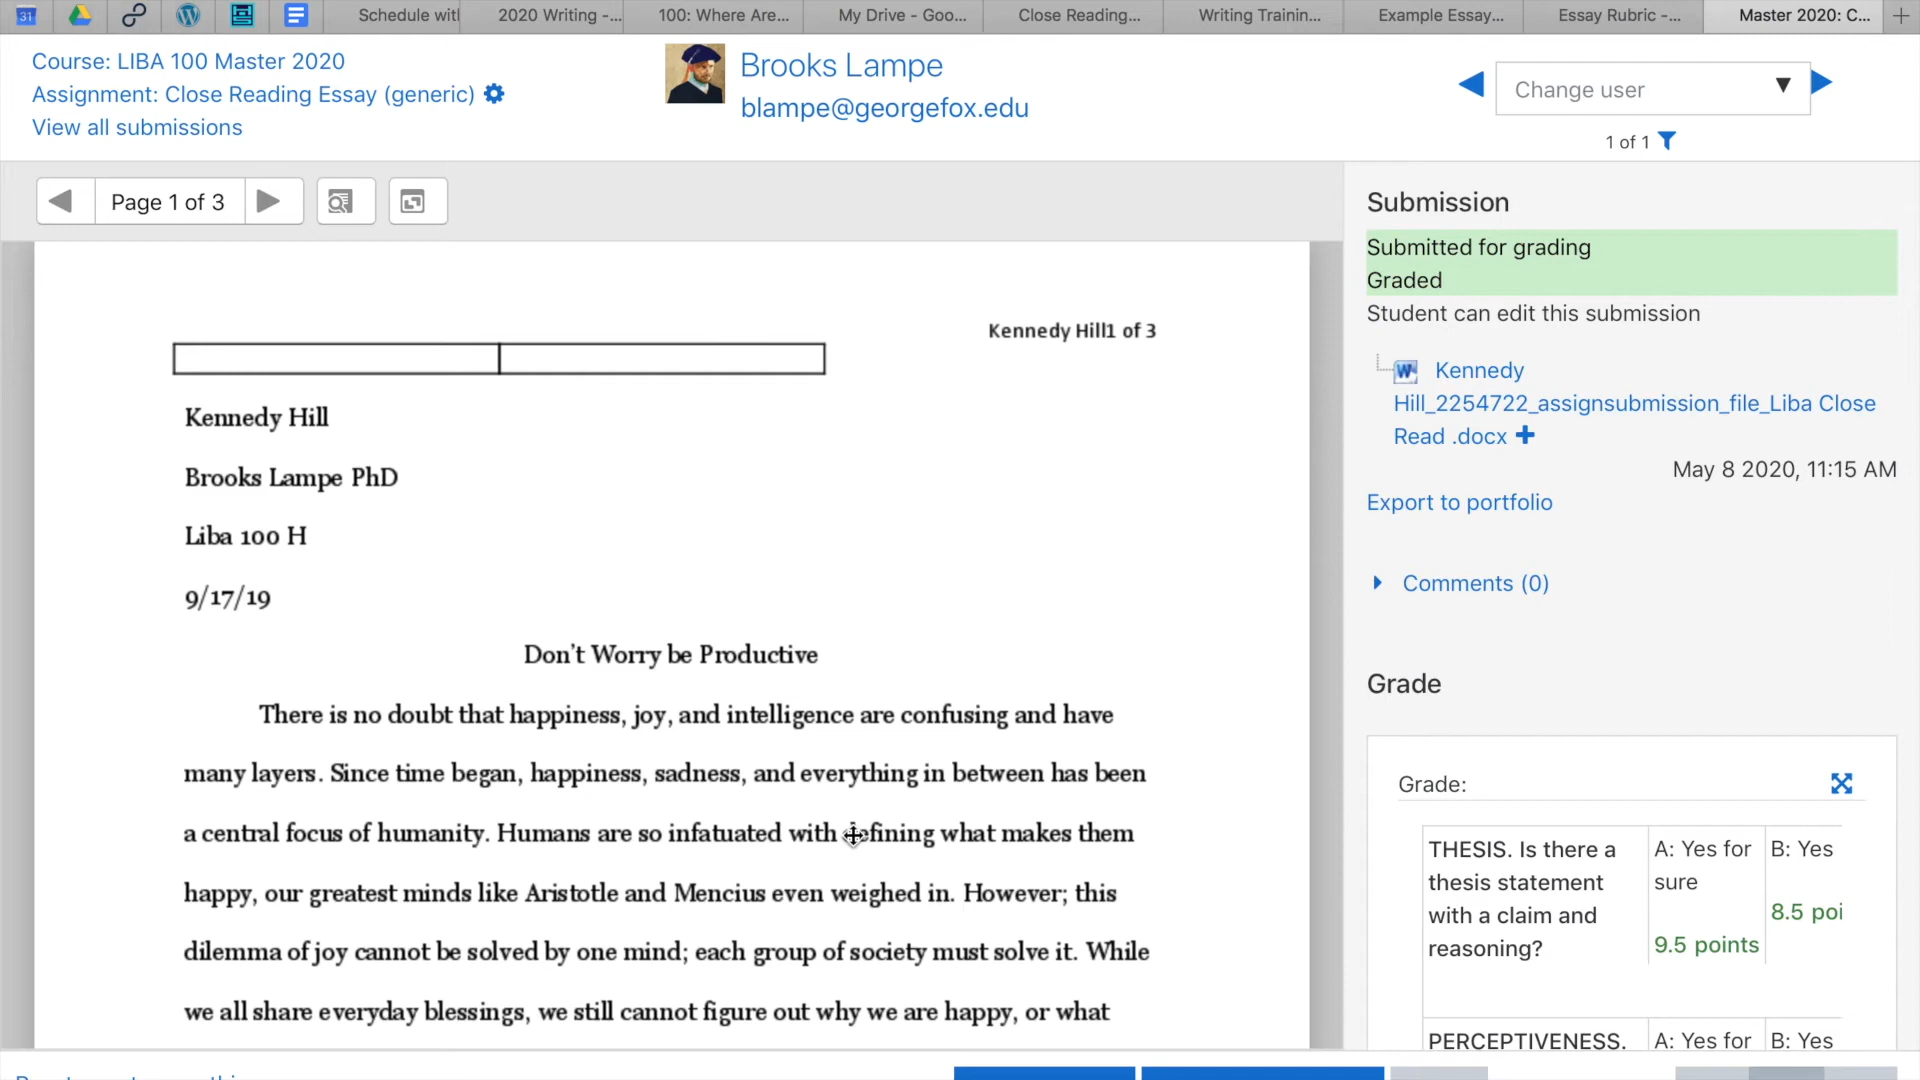 31
Schedule wit
2020 Writing -...
100: Where Are...
My Drive - Goo...
Close Reading...
Writing Trainin...
Example Essay...
Essay Rubric -...
Master 2020: C...
Course: LIBA 100 Master 2020
Assignment: Close Reading Essay (generic)
View all submissions
Brooks Lampe
blampe@georgefox.edu
Change user
1 of 1
Page 1 of 3
Kennedy Hill1 of 3
Kennedy Hill
Brooks Lampe PhD
Liba 100 H
9/17/19
Don't Worry be Productive
There is no doubt that happiness, joy, and intelligence are confusing and have
many layers. Since time began, happiness, sadness, and everything in between has been
a central focus of humanity. Humans are so infatuated with defining what makes them
happy, our greatest minds like Aristotle and Mencius even weighed in. However; this
dilemma of joy cannot be solved by one mind; each group of society must solve it. While
we all share everyday blessings, we still cannot figure out why we are happy, or what
Submission
Submitted for grading
Graded
Student can edit this submission
W
Kennedy
Hill_2254722_assignsubmission_file_Liba Close
Read .docx
May 8 2020, 11:15 AM
Export to portfolio
Comments (0)
Grade
Grade:
THESIS. Is there a
thesis statement
with a claim and
reasoning?
A: Yes for
sure
9.5 points
B: Yes
8.5 poi
PERCEPTIVENESS.
A: Yes for
B: Yes